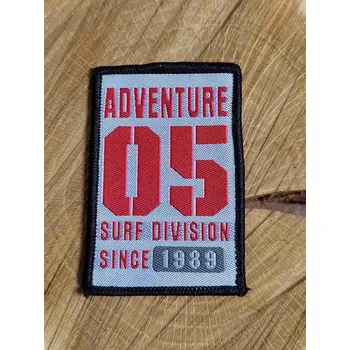 ADVENTURE
05
SURF DIVISION
SINCE 1989